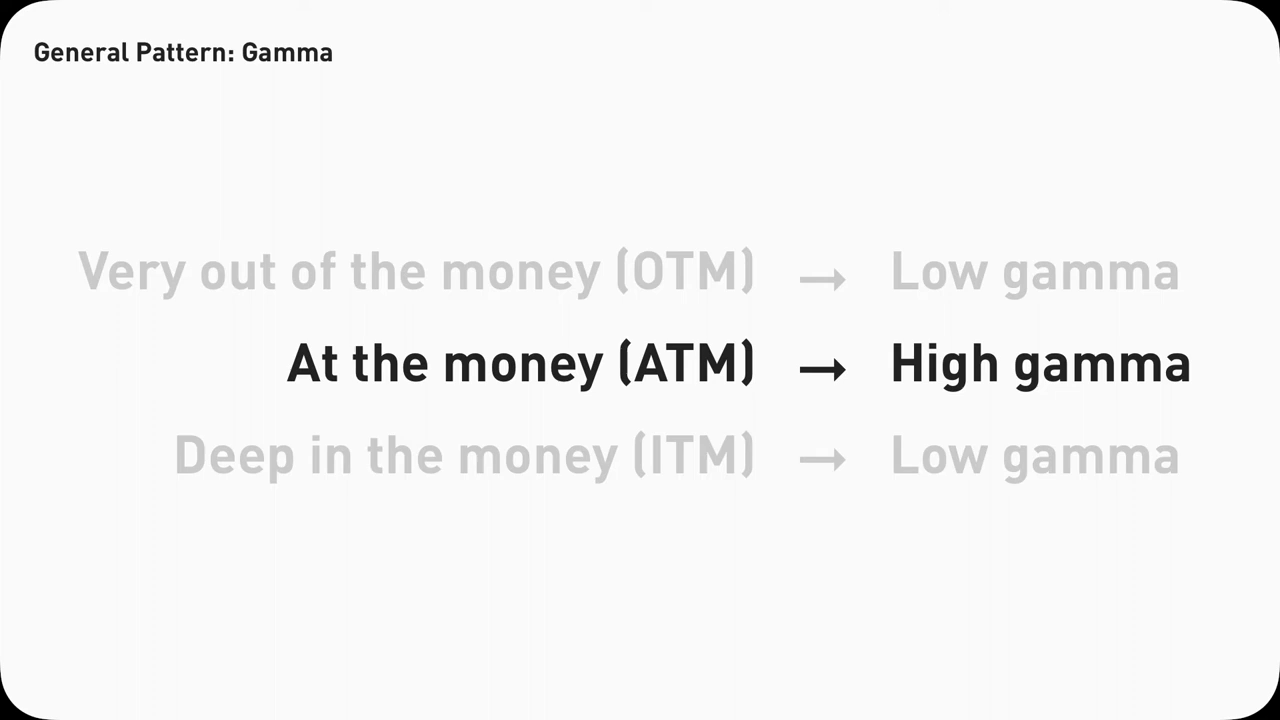 General Pattern: Gamma
Very out of the money (OTM) → Low gamma
At the money (ATM) → High gamma
Deep in the money (ITM) → Low gamma